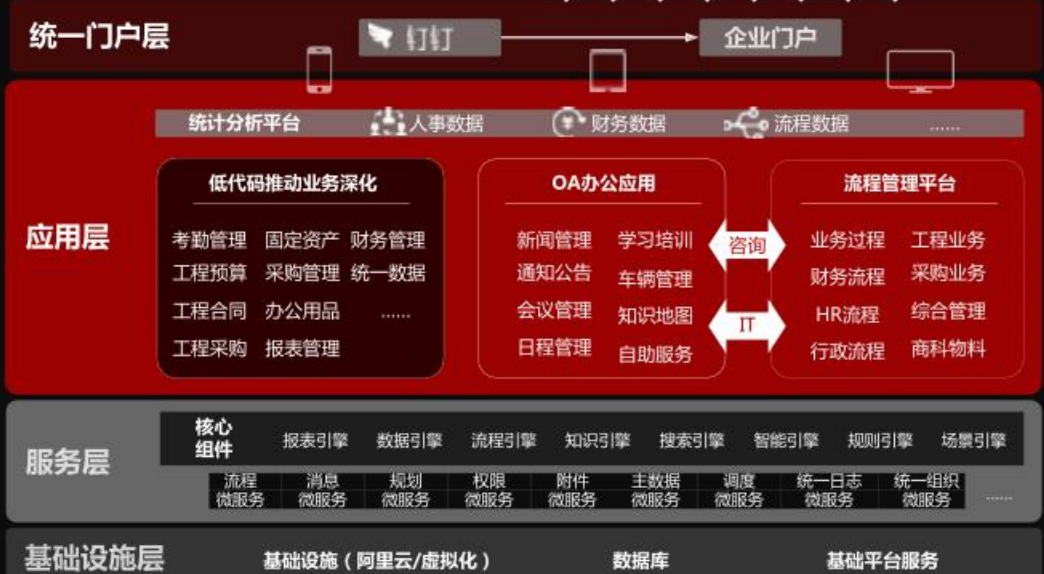 统一门户层
钉钉
企业门户
统计分析平台 人事数据 财务数据 流程数据 ......
应用层
低代码推动业务深化
考勤管理 固定资产 财务管理
工程预算 采购管理 统一数据
工程合同 办公用品 ......
工程采购 报表管理
OA办公应用
新闻管理 学习培训
通知公告 车辆管理
会议管理 知识地图
日程管理 自助服务
咨询
IT
流程管理平台
业务过程 工程业务
财务流程 采购业务
HR流程 综合管理
行政流程 商科物料
服务层
核心
组件
报表引擎 数据引擎 流程引擎 知识引擎 搜索引擎 智能引擎 规则引擎 场景引擎
流程 消息 规划 权限 附件 主数据 调度 统一日志 统一组织
微服务 微服务 微服务 微服务 微服务 微服务 微服务 微服务 微服务 ......
基础设施层
基础设施（阿里云/虚拟化） 数据库 基础平台服务